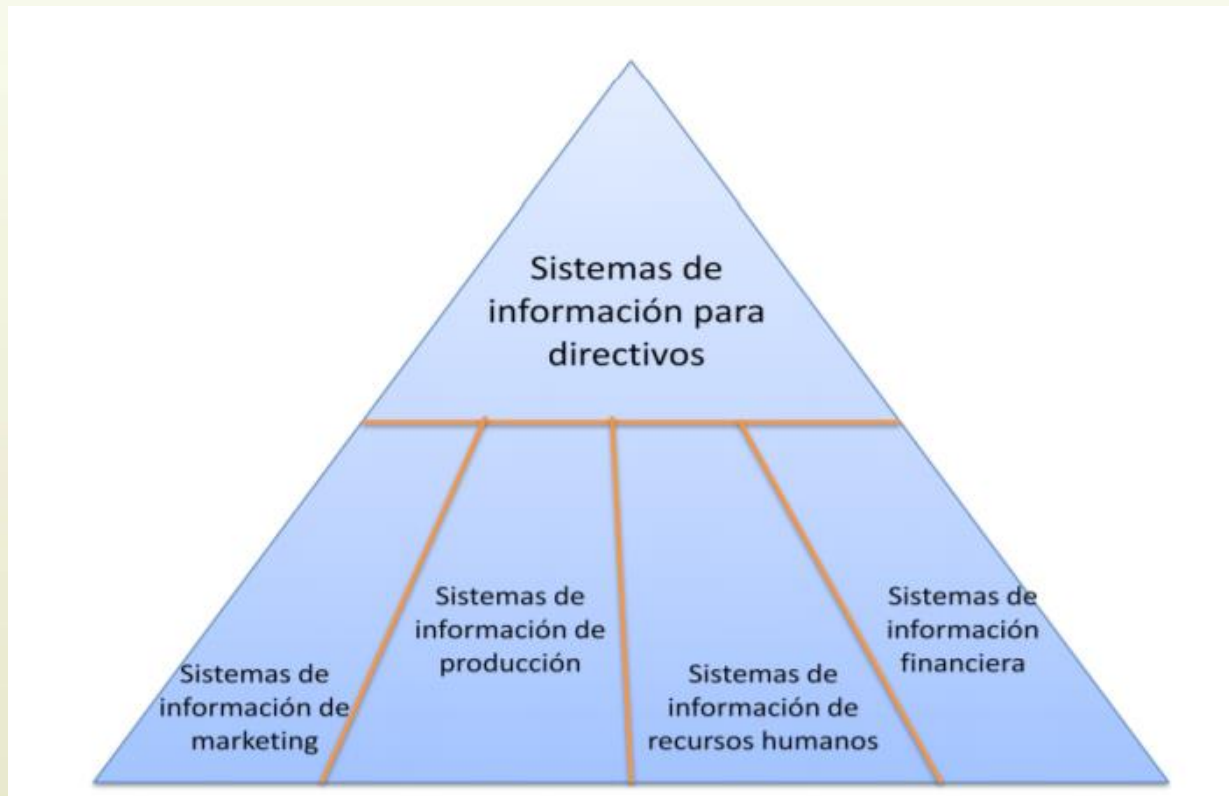 Sistemas de
información para
directivos
Sistemas de
información de
marketing
Sistemas de
información de
producción
Sistemas de
información de
recursos humanos
Sistemas de
información
financiera